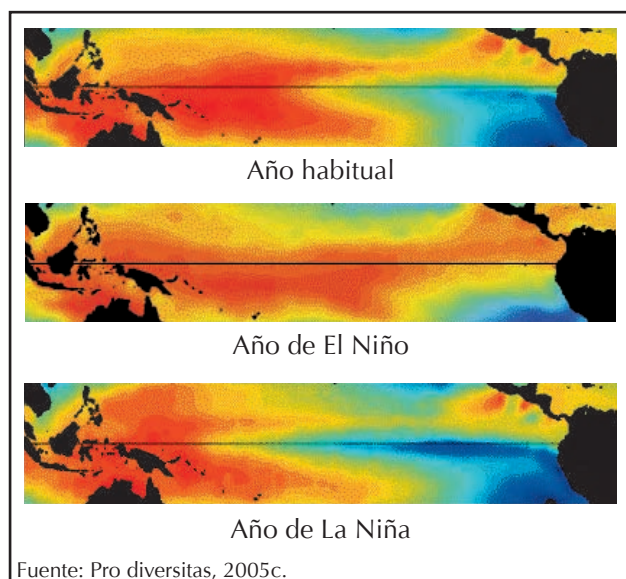 Año habitual
Año de El Niño
Año de La Niña
Fuente: Pro diversitas, 2005c.